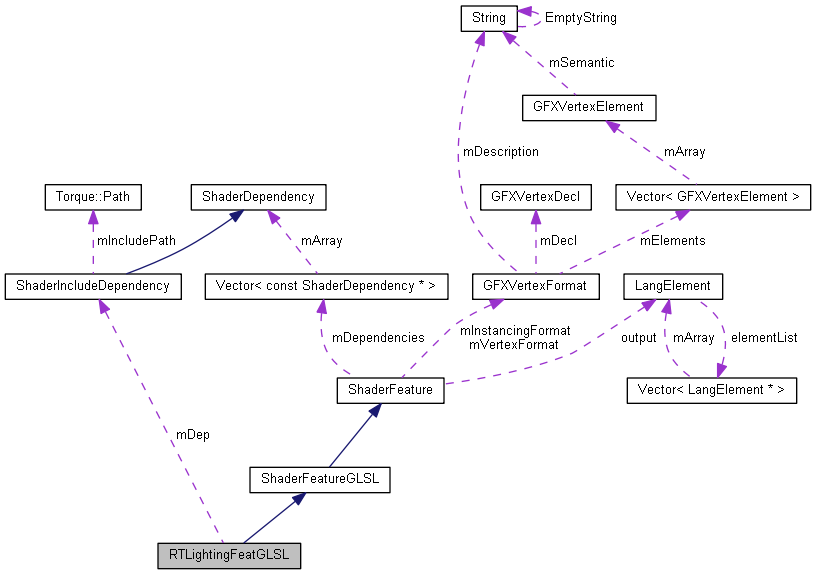 String
EmptyString
mSemantic
GFXVertexElement
mDescription
mArray
Torque::Path
ShaderDependency
GFXVertexDecl
Vector< GFXVertexElement >
mIncludePath
mArray
mDecl
mElements
ShaderIncludeDependency
Vector< const ShaderDependency * >
GFXVertexFormat
LangElement
mDependencies
mInstancingFormat
mVertexFormat
output
mArray
elementList
ShaderFeature
Vector< LangElement * >
mDep
ShaderFeatureGLSL
RTLightingFeatGLSL